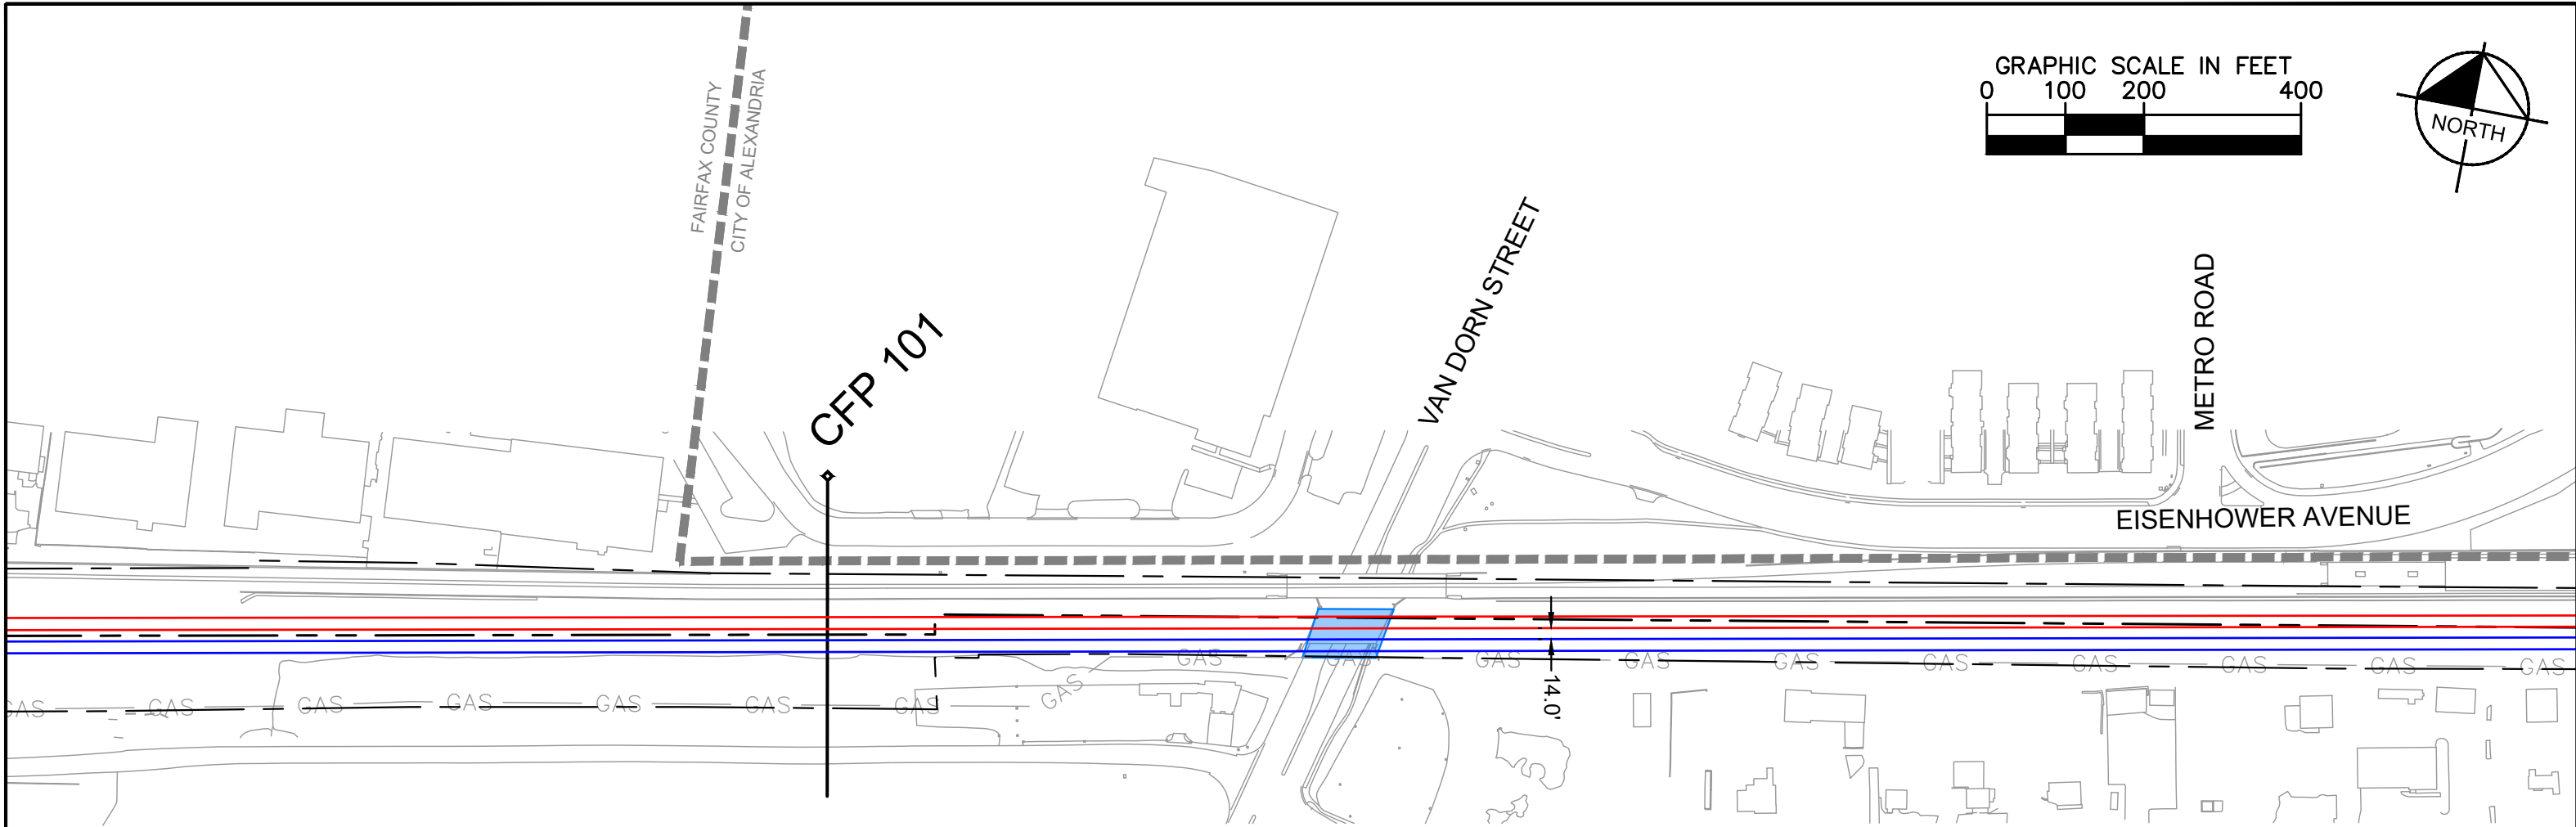 GRAPHIC SCALE IN FEET
0 100 200 400
NORTH
FAIRFAX COUNTY
CITY OF ALEXANDRIA
CFP 101
VAN DORN STREET
METRO ROAD
EISENHOWER AVENUE
GAS GAS GAS GAS GAS GAS GAS GAS GAS GAS
14.0'
GAS GAS GAS GAS GAS GAS GAS GAS